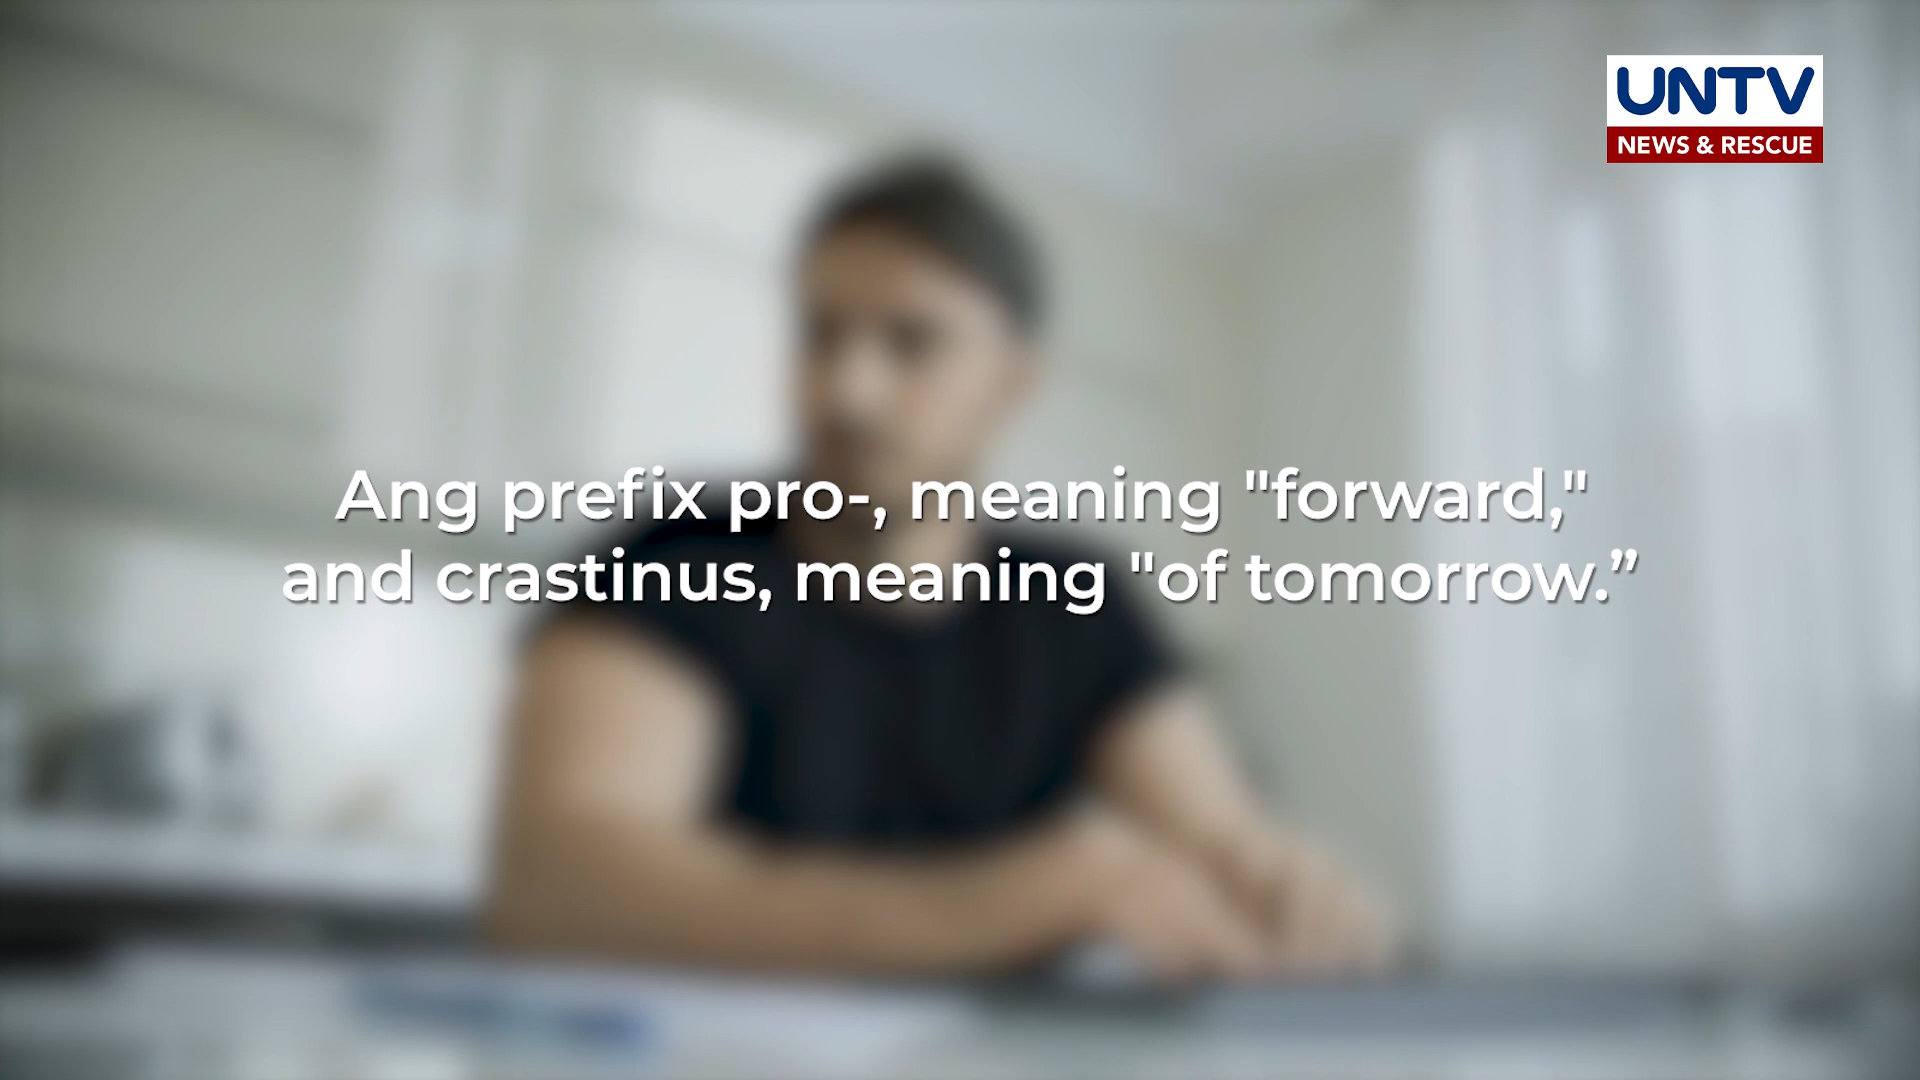 UNTV
NEWS & RESCUE
Ang prefix pro-, meaning "forward,"
and crastinus, meaning "of tomorrow.”